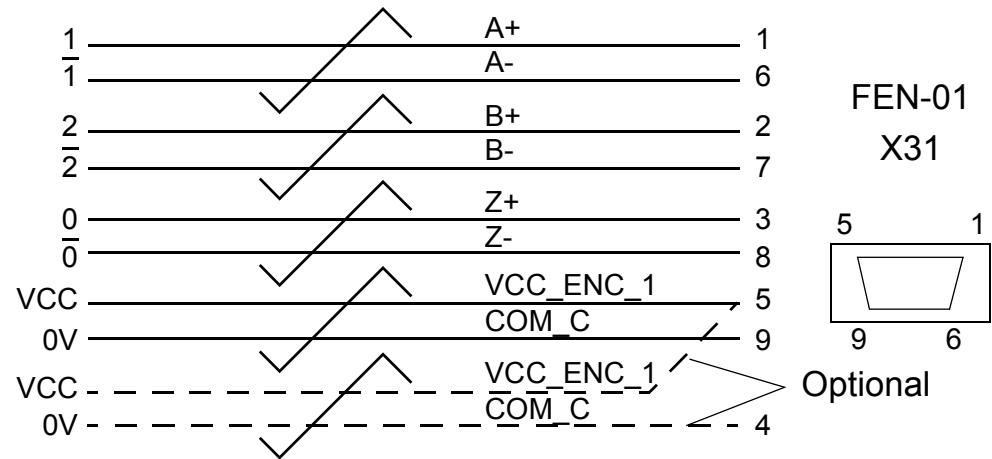 1 A+ 1
1̅ A- 6
2 B+ 2
2̅ B- 7
0 Z+ 3
0̅ Z- 8
VCC VCC_ENC_1 5
0V COM_C 9
VCC VCC_ENC_1
0V COM_C 4
Optional
FEN-01
X31
5 1
9 6